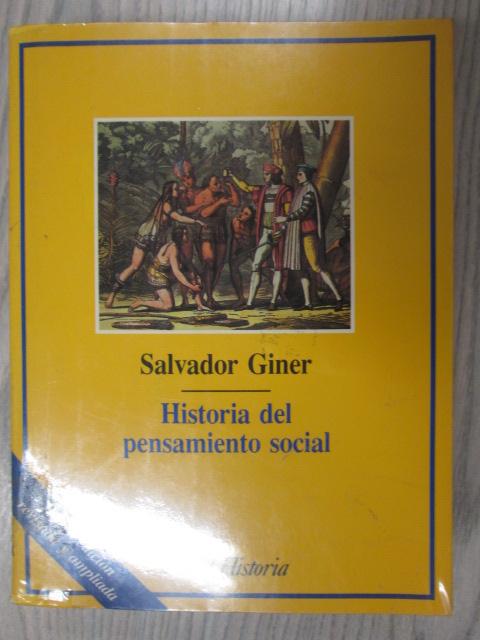 Salvador Giner
Historia del
pensamiento social
ampliada
Historia